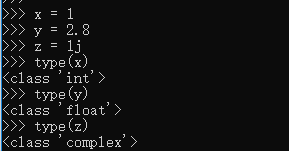 >>> x = 1
>>> y = 2.8
>>> z = 1j
>>> type(x)
<class 'int'>
>>> type(y)
<class 'float'>
>>> type(z)
<class 'complex'>